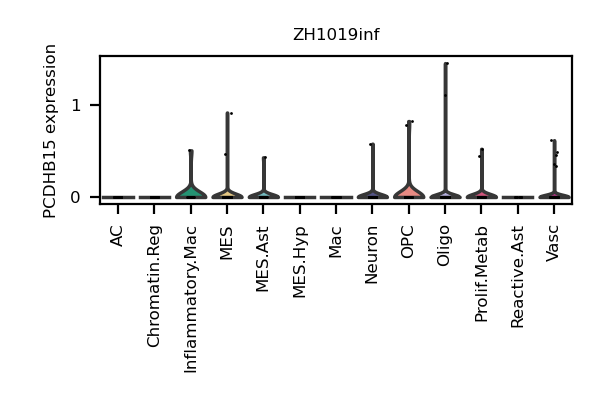 ZH1019inf
PCDHB15 expression
1
0
AC
Chromatin.Reg
Inflammatory.Mac
MES
MES.Ast
MES.Hyp
Mac
Neuron
OPC
Oligo
Prolif.Metab
Reactive.Ast
Vasc